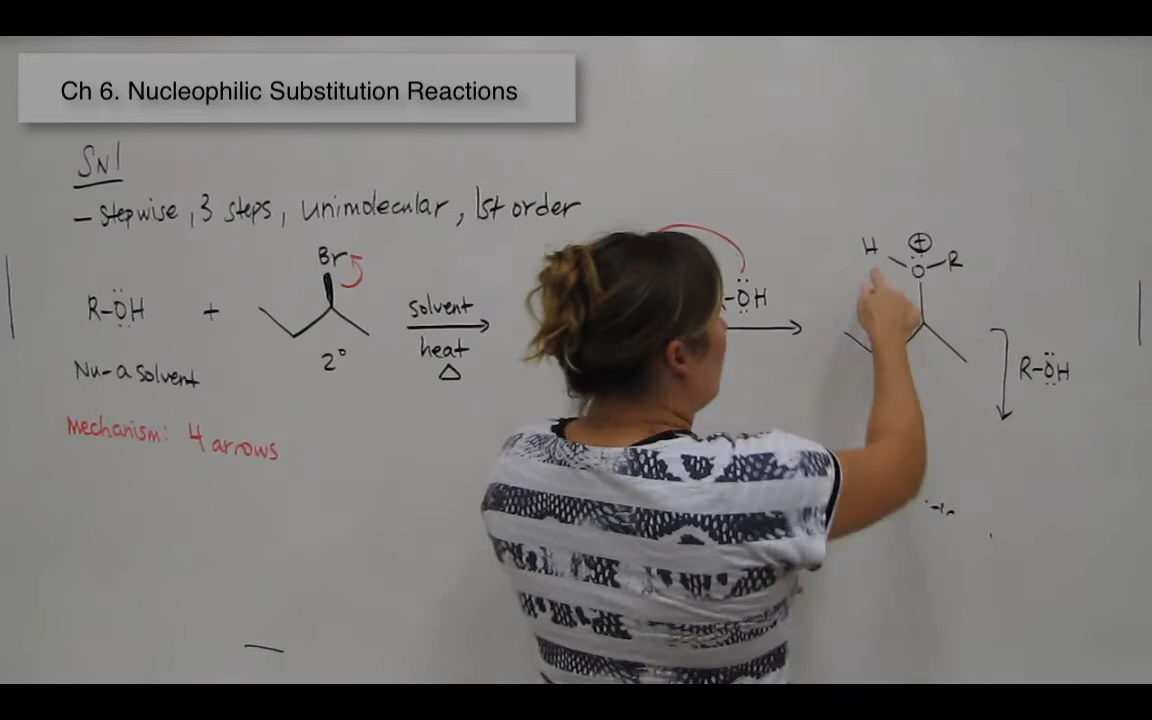 Ch 6. Nucleophilic Substitution Reactions
SN1
- stepwise, 3 steps, unimolecular, 1st order
R-ÖH + Br 2°
solvent
heat
△
-ÖH
H ⊕ O-R
R-ÖH
Nu-a solvent
Mechanism: 4 arrows